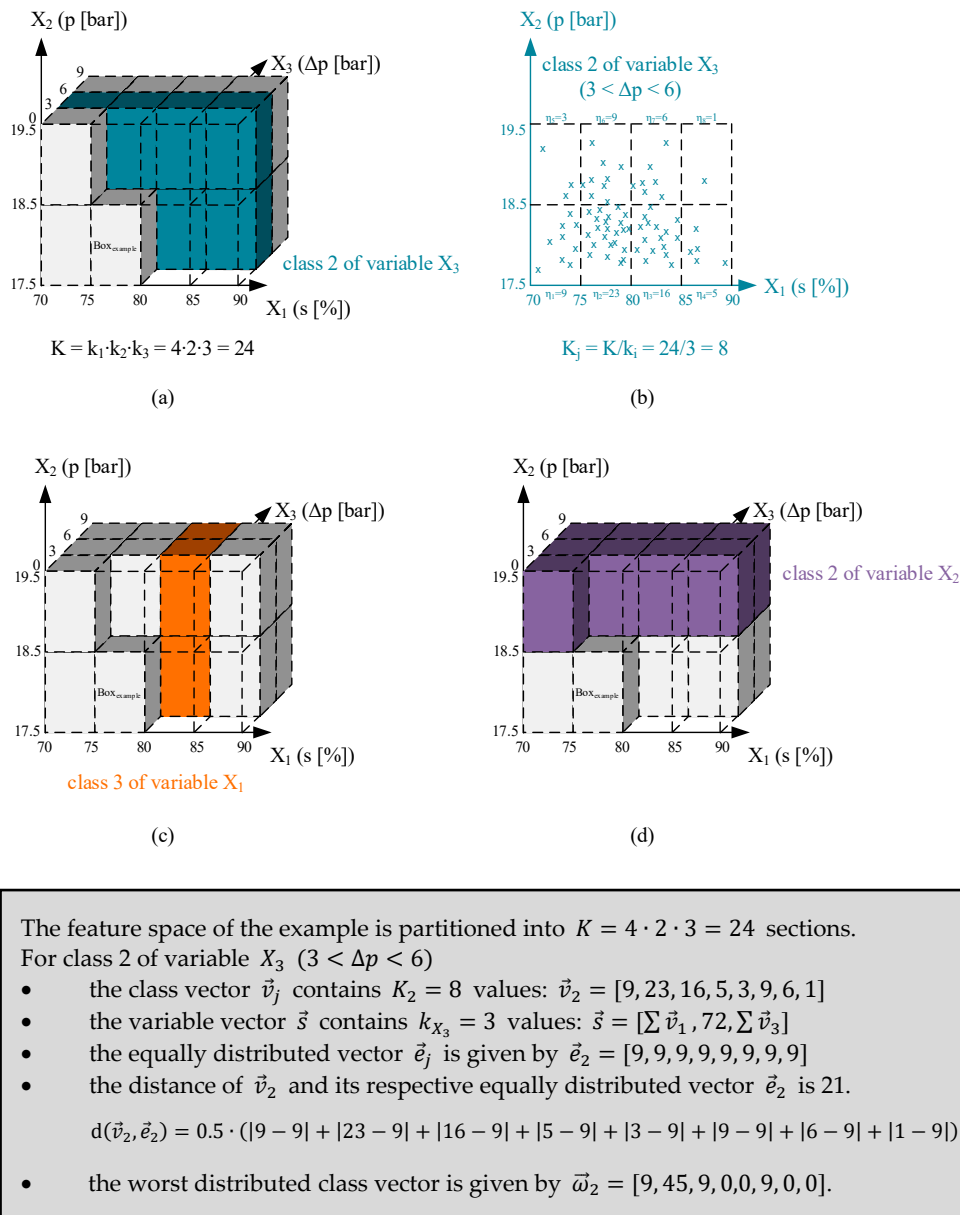 X₂ (p [bar])
X₃ (Δp [bar])
9
6
3
0
19.5
18.5
Box_example
17.5
70 75 80 85 90
class 2 of variable X₃
X₁ (s [%])
K = k₁·k₂·k₃ = 4·2·3 = 24
(a)
X₂ (p [bar])
class 2 of variable X₃
(3 < Δp < 6)
19.5
η₅=3 η₆=9 η₇=6 η₈=1
18.5
17.5
η₁=9 η₂=23 η₃=16 η₄=5
70 75 80 85 90
X₁ (s [%])
K_j = K/k_i = 24/3 = 8
(b)
X₂ (p [bar])
X₃ (Δp [bar])
9
6
3
0
19.5
18.5
Box_example
17.5
70 75 80 85 90
X₁ (s [%])
class 3 of variable X₁
(c)
X₂ (p [bar])
X₃ (Δp [bar])
9
6
3
0
19.5
class 2 of variable X₂
18.5
Box_example
17.5
70 75 80 85 90
X₁ (s [%])
(d)
The feature space of the example is partitioned into K = 4 · 2 · 3 = 24 sections.
For class 2 of variable X₃ (3 < Δp < 6)
• the class vector v⃗_j contains K₂ = 8 values: v⃗₂ = [9, 23, 16, 5, 3, 9, 6, 1]
• the variable vector s⃗ contains k_X₃ = 3 values: s⃗ = [∑ v⃗₁ , 72, ∑ v⃗₃]
• the equally distributed vector e⃗_j is given by e⃗₂ = [9, 9, 9, 9, 9, 9, 9, 9]
• the distance of v⃗₂ and its respective equally distributed vector e⃗₂ is 21.
d(v⃗₂, e⃗₂) = 0.5 · (|9 − 9| + |23 − 9| + |16 − 9| + |5 − 9| + |3 − 9| + |9 − 9| + |6 − 9| + |1 − 9|)
• the worst distributed class vector is given by ω⃗₂ = [9, 45, 9, 0,0, 9, 0, 0].